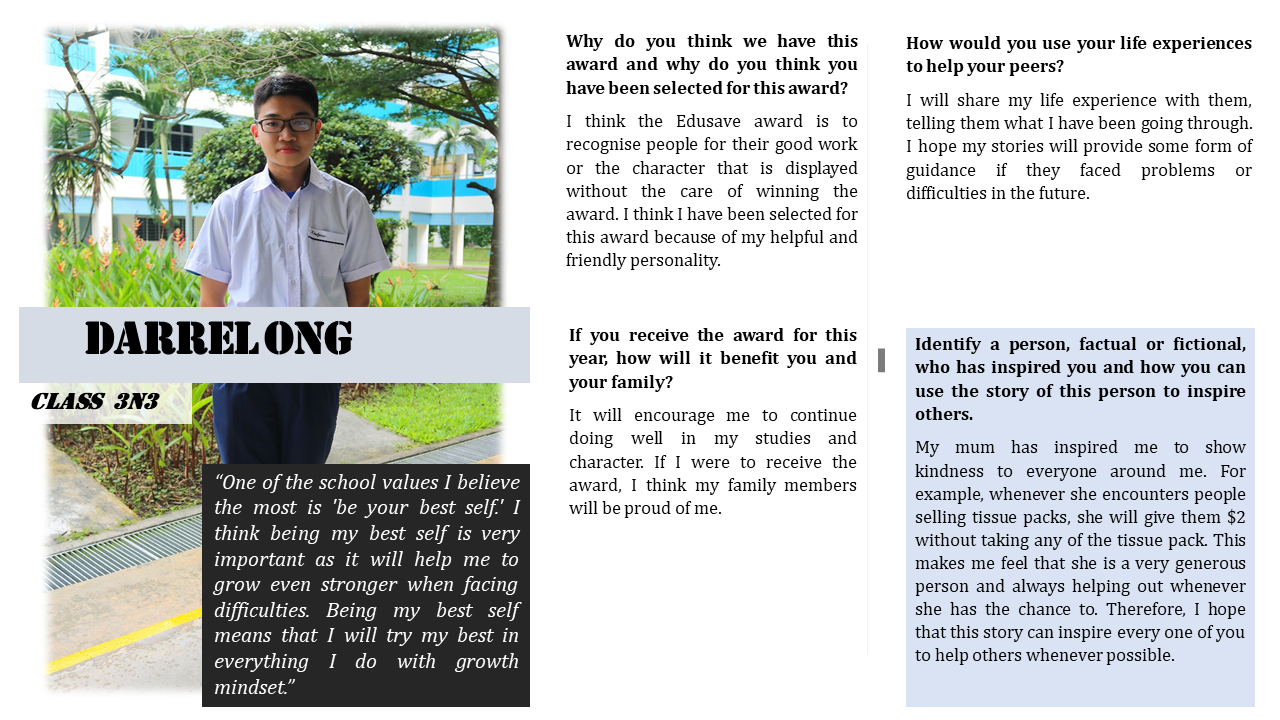 DARREL ONG
CLASS 3N3
“One of the school values I believe
the most is 'be your best self.' I
think being my best self is very
important as it will help me to
grow even stronger when facing
difficulties. Being my best self
means that I will try my best in
everything I do with growth
mindset.”
Why do you think we have this
award and why do you think you
have been selected for this award?
I think the Edusave award is to
recognise people for their good work
or the character that is displayed
without the care of winning the
award. I think I have been selected for
this award because of my helpful and
friendly personality.
If you receive the award for this
year, how will it benefit you and
your family?
It will encourage me to continue
doing well in my studies and
character. If I were to receive the
award, I think my family members
will be proud of me.
How would you use your life experiences
to help your peers?
I will share my life experience with them,
telling them what I have been going through.
I hope my stories will provide some form of
guidance if they faced problems or
difficulties in the future.
Identify a person, factual or fictional,
who has inspired you and how you can
use the story of this person to inspire
others.
My mum has inspired me to show
kindness to everyone around me. For
example, whenever she encounters people
selling tissue packs, she will give them $2
without taking any of the tissue pack. This
makes me feel that she is a very generous
person and always helping out whenever
she has the chance to. Therefore, I hope
that this story can inspire every one of you
to help others whenever possible.